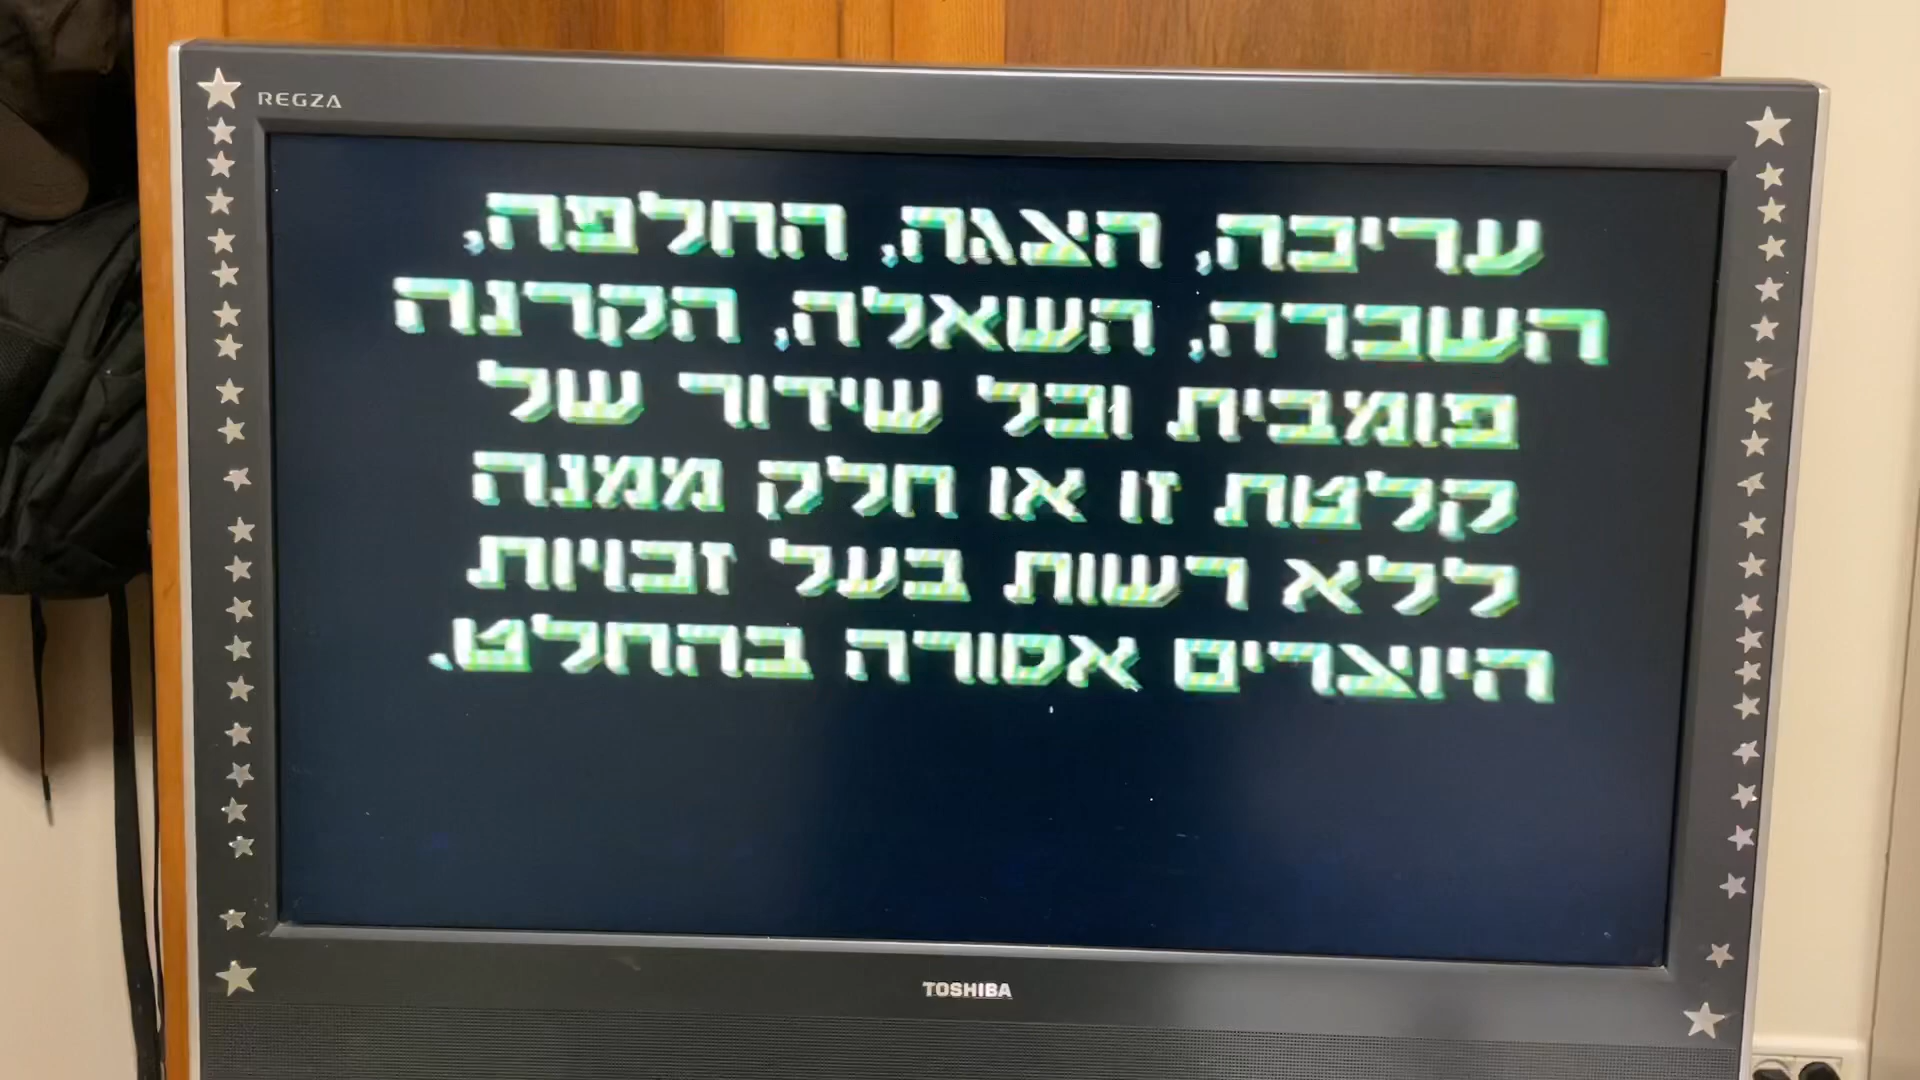 REGZA
עריכה, הצגה, החלפה,
השכרה, השאלה, הקרנה
פומבית וכל שידור של
קלטת זו או חלק ממנה
ללא רשות בעל זכויות
היוצרים אסורה בהחלט.
TOSHIBA